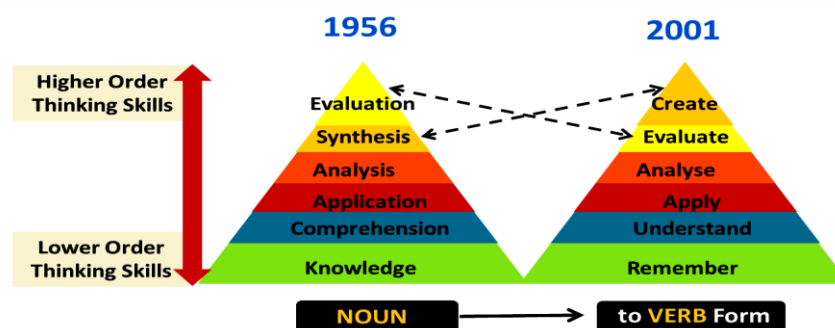 1956
2001
Higher Order
Thinking Skills
Lower Order
Thinking Skills
Evaluation
Synthesis
Analysis
Application
Comprehension
Knowledge
Create
Evaluate
Analyse
Apply
Understand
Remember
NOUN
to VERB Form